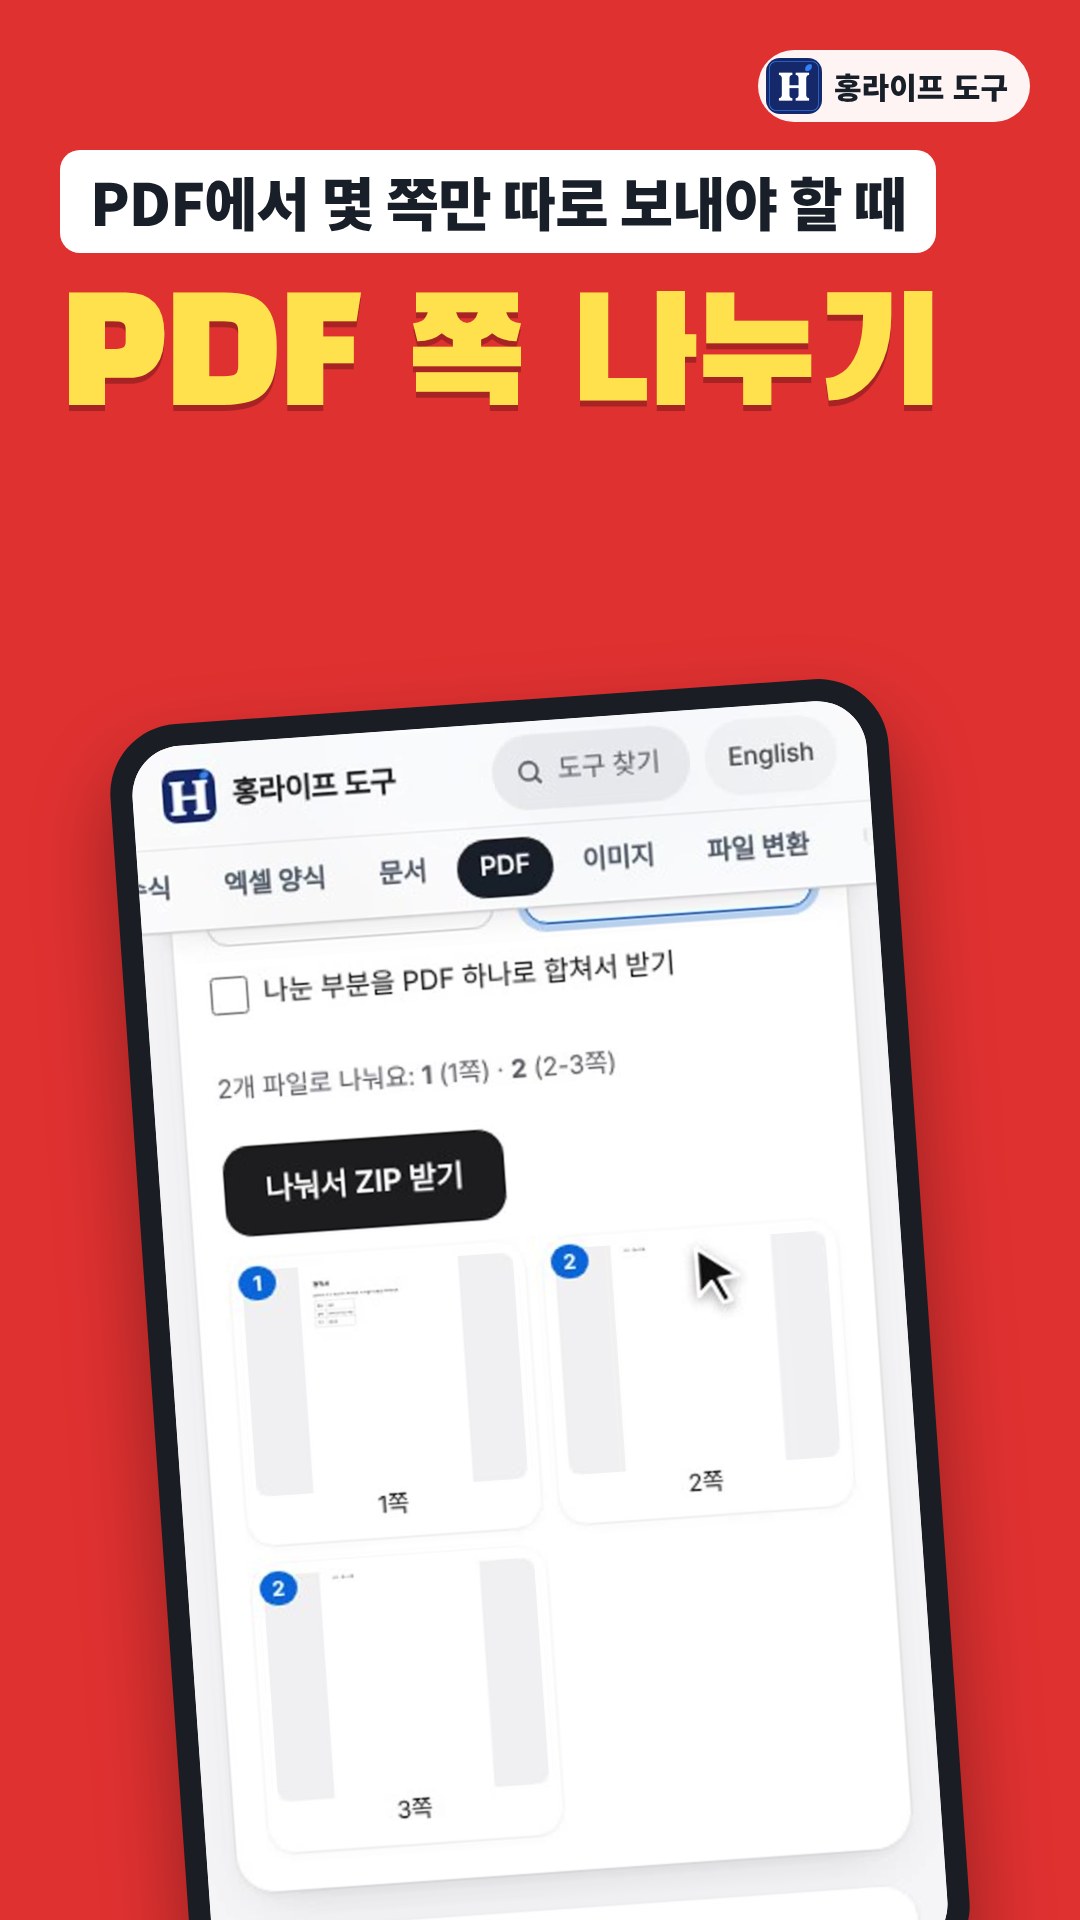 홍라이프 도구
PDF에서 몇 쪽만 따로 보내야 할 때
PDF 쪽 나누기
홍라이프 도구
도구 찾기
English
식
엑셀 양식
문서
PDF
이미지
파일 변환
나눈 부분을 PDF 하나로 합쳐서 받기
2개 파일로 나눠요: 1 (1쪽) · 2 (2-3쪽)
나눠서 ZIP 받기
1
2
1쪽
2쪽
2
3쪽